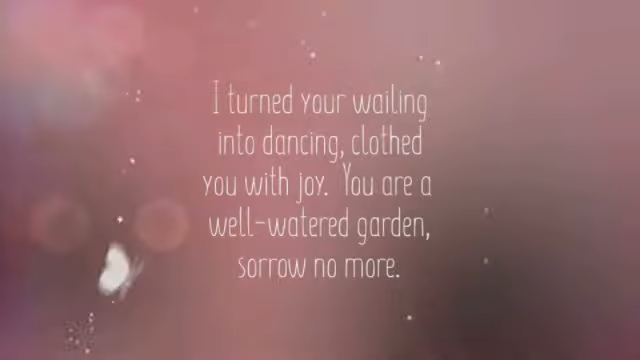 I turned your wailing
into dancing, clothed
you with joy. You are a
well-watered garden,
sorrow no more.